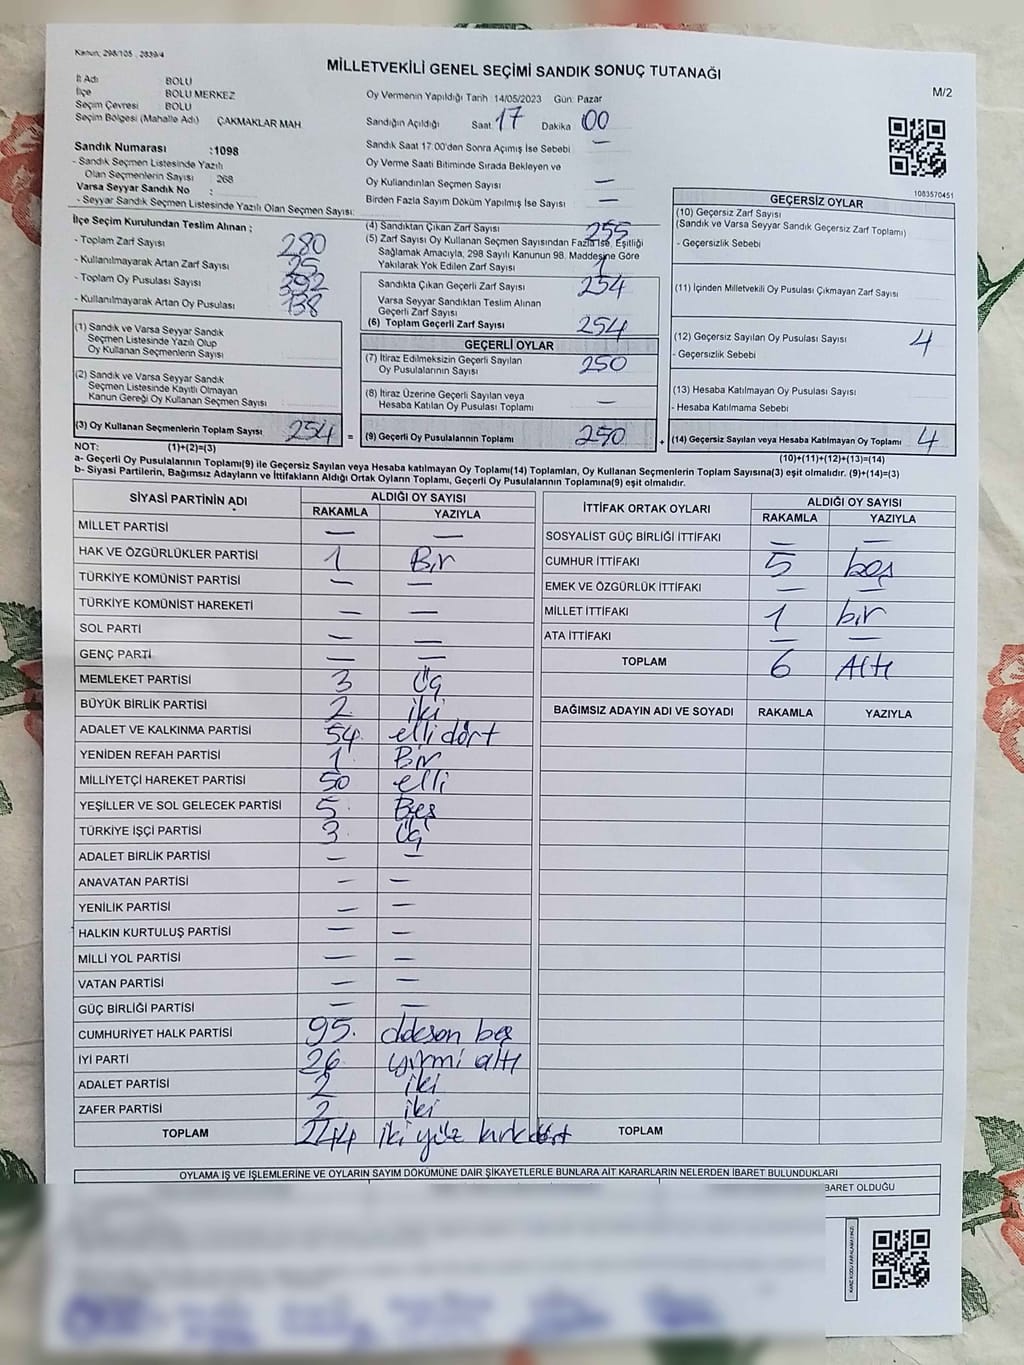 Kanun; 298/105 , 2839/4
MİLLETVEKİLİ GENEL SEÇİMİ SANDIK SONUÇ TUTANAĞI
M/2
İl Adı BOLU
İlçe BOLU MERKEZ
Seçim Çevresi BOLU
Seçim Bölgesi (Mahalle Adı) ÇAKMAKLAR MAH
Oy Vermenin Yapıldığı Tarih :14/05/2023 Gün: Pazar
Sandığın Açıldığı Saat 17 Dakika 00
Sandık Saat 17:00'den Sonra Açımış İse Sebebi —
Oy Verme Saati Bitiminde Sırada Bekleyen ve
Oy Kullandırılan Seçmen Sayısı —
Birden Fazla Sayım Döküm Yapılmış İse Sayısı —
Sandık Numarası :1098
- Sandık Seçmen Listesinde Yazılı
Olan Seçmenlerin Sayısı : 268
Varsa Seyyar Sandık No :
- Seyyar Sandık Seçmen Listesinde Yazılı Olan Seçmen Sayısı:
1083570451
İlçe Seçim Kurulundan Teslim Alınan ;
- Toplam Zarf Sayısı 280
- Kullanılmayarak Artan Zarf Sayısı 25
- Toplam Oy Pusulası Sayısı 392
- Kullanılmayarak Artan Oy Pusulası 138
(1) Sandık ve Varsa Seyyar Sandık
Seçmen Listesinde Yazılı Olup
Oy Kullanan Seçmenlerin Sayısı
(2) Sandık ve Varsa Seyyar Sandık
Seçmen Listesinde Kayıtlı Olmayan
Kanun Gereği Oy Kullanan Seçmen Sayısı
(3) Oy Kullanan Seçmenlerin Toplam Sayısı 254 =
(4) Sandıktan Çıkan Zarf Sayısı 255
(5) Zarf Sayısı Oy Kullanan Seçmen Sayısından Fazla İse, Eşitliği
Sağlamak Amacıyla, 298 Sayılı Kanunun 98. Maddesine Göre
Yakılarak Yok Edilen Zarf Sayısı 1
Sandıkta Çıkan Geçerli Zarf Sayısı 254
Varsa Seyyar Sandıktan Teslim Alınan
Geçerli Zarf Sayısı
(6) Toplam Geçerli Zarf Sayısı 254
GEÇERLİ OYLAR
(7) İtiraz Edilmeksizin Geçerli Sayılan
Oy Pusulalarının Sayısı 250
(8) İtiraz Üzerine Geçerli Sayılan veya
Hesaba Katılan Oy Pusulası Toplamı —
(9) Geçerli Oy Pusulalarının Toplamı 250 +
GEÇERSİZ OYLAR
(10) Geçersiz Zarf Sayısı
(Sandık ve Varsa Seyyar Sandık Geçersiz Zarf Toplamı)
- Geçersizlik Sebebi
(11) İçinden Milletvekili Oy Pusulası Çıkmayan Zarf Sayısı
(12) Geçersiz Sayılan Oy Pusulası Sayısı 4
- Geçersizlik Sebebi
(13) Hesaba Katılmayan Oy Pusulası Sayısı
- Hesaba Katılmama Sebebi
(14) Geçersiz Sayılan veya Hesaba Katılmayan Oy Toplamı 4
NOT: (1)+(2)=(3) (10)+(11)+(12)+(13)=(14)
a- Geçerli Oy Pusulalarının Toplamı(9) ile Geçersiz Sayılan veya Hesaba katılmayan Oy Toplamı(14) Toplamları, Oy Kullanan Seçmenlerin Toplam Sayısına(3) eşit olmalıdır. (9)+(14)=(3)
b- Siyasi Partilerin, Bağımsız Adayların ve İttifakların Aldığı Ortak Oyların Toplamı, Geçerli Oy Pusulalarının Toplamına(9) eşit olmalıdır.
SİYASİ PARTİNİN ADI ALDIĞI OY SAYISI
RAKAMLA YAZIYLA
MİLLET PARTİSİ — —
HAK VE ÖZGÜRLÜKLER PARTİSİ 1 Bir
TÜRKİYE KOMÜNİST PARTİSİ — —
TÜRKİYE KOMÜNİST HAREKETİ — —
SOL PARTİ — —
GENÇ PARTİ — —
MEMLEKET PARTİSİ 3 Üç
BÜYÜK BİRLİK PARTİSİ 2 iki
ADALET VE KALKINMA PARTİSİ 54 elli dört
YENİDEN REFAH PARTİSİ 1 Bir
MİLLİYETÇİ HAREKET PARTİSİ 50 elli
YEŞİLLER VE SOL GELECEK PARTİSİ 5 Beş
TÜRKİYE İŞÇİ PARTİSİ 3 Üç
ADALET BİRLİK PARTİSİ — —
ANAVATAN PARTİSİ — —
YENİLİK PARTİSİ — —
HALKIN KURTULUŞ PARTİSİ — —
MİLLİ YOL PARTİSİ — —
VATAN PARTİSİ — —
GÜÇ BİRLİĞİ PARTİSİ — —
CUMHURİYET HALK PARTİSİ 95. doksan beş
İYİ PARTİ 26 yirmi altı
ADALET PARTİSİ 2 iki
ZAFER PARTİSİ 2 iki
TOPLAM 244 iki yüz kırk dört
İTTİFAK ORTAK OYLARI ALDIĞI OY SAYISI
RAKAMLA YAZIYLA
SOSYALİST GÜÇ BİRLİĞİ İTTİFAKI — —
CUMHUR İTTİFAKI 5 beş
EMEK VE ÖZGÜRLÜK İTTİFAKI — —
MİLLET İTTİFAKI 1 bir
ATA İTTİFAKI — —
TOPLAM 6 Altı
BAĞIMSIZ ADAYIN ADI VE SOYADI RAKAMLA YAZIYLA
TOPLAM
OYLAMA İŞ VE İŞLEMLERİNE VE OYLARIN SAYIM DÖKÜMÜNE DAİR ŞİKAYETLERLE BUNLARA AİT KARARLARIN NELERDEN İBARET BULUNDUKLARI
BARET OLDUĞU